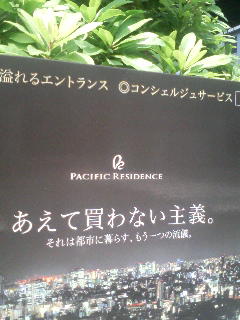 溢れるエントランス ◎コンシェルジュサービス
PACIFIC RESIDENCE
あえて買わない主義。
それは都市に暮らす、もう一つの流儀。